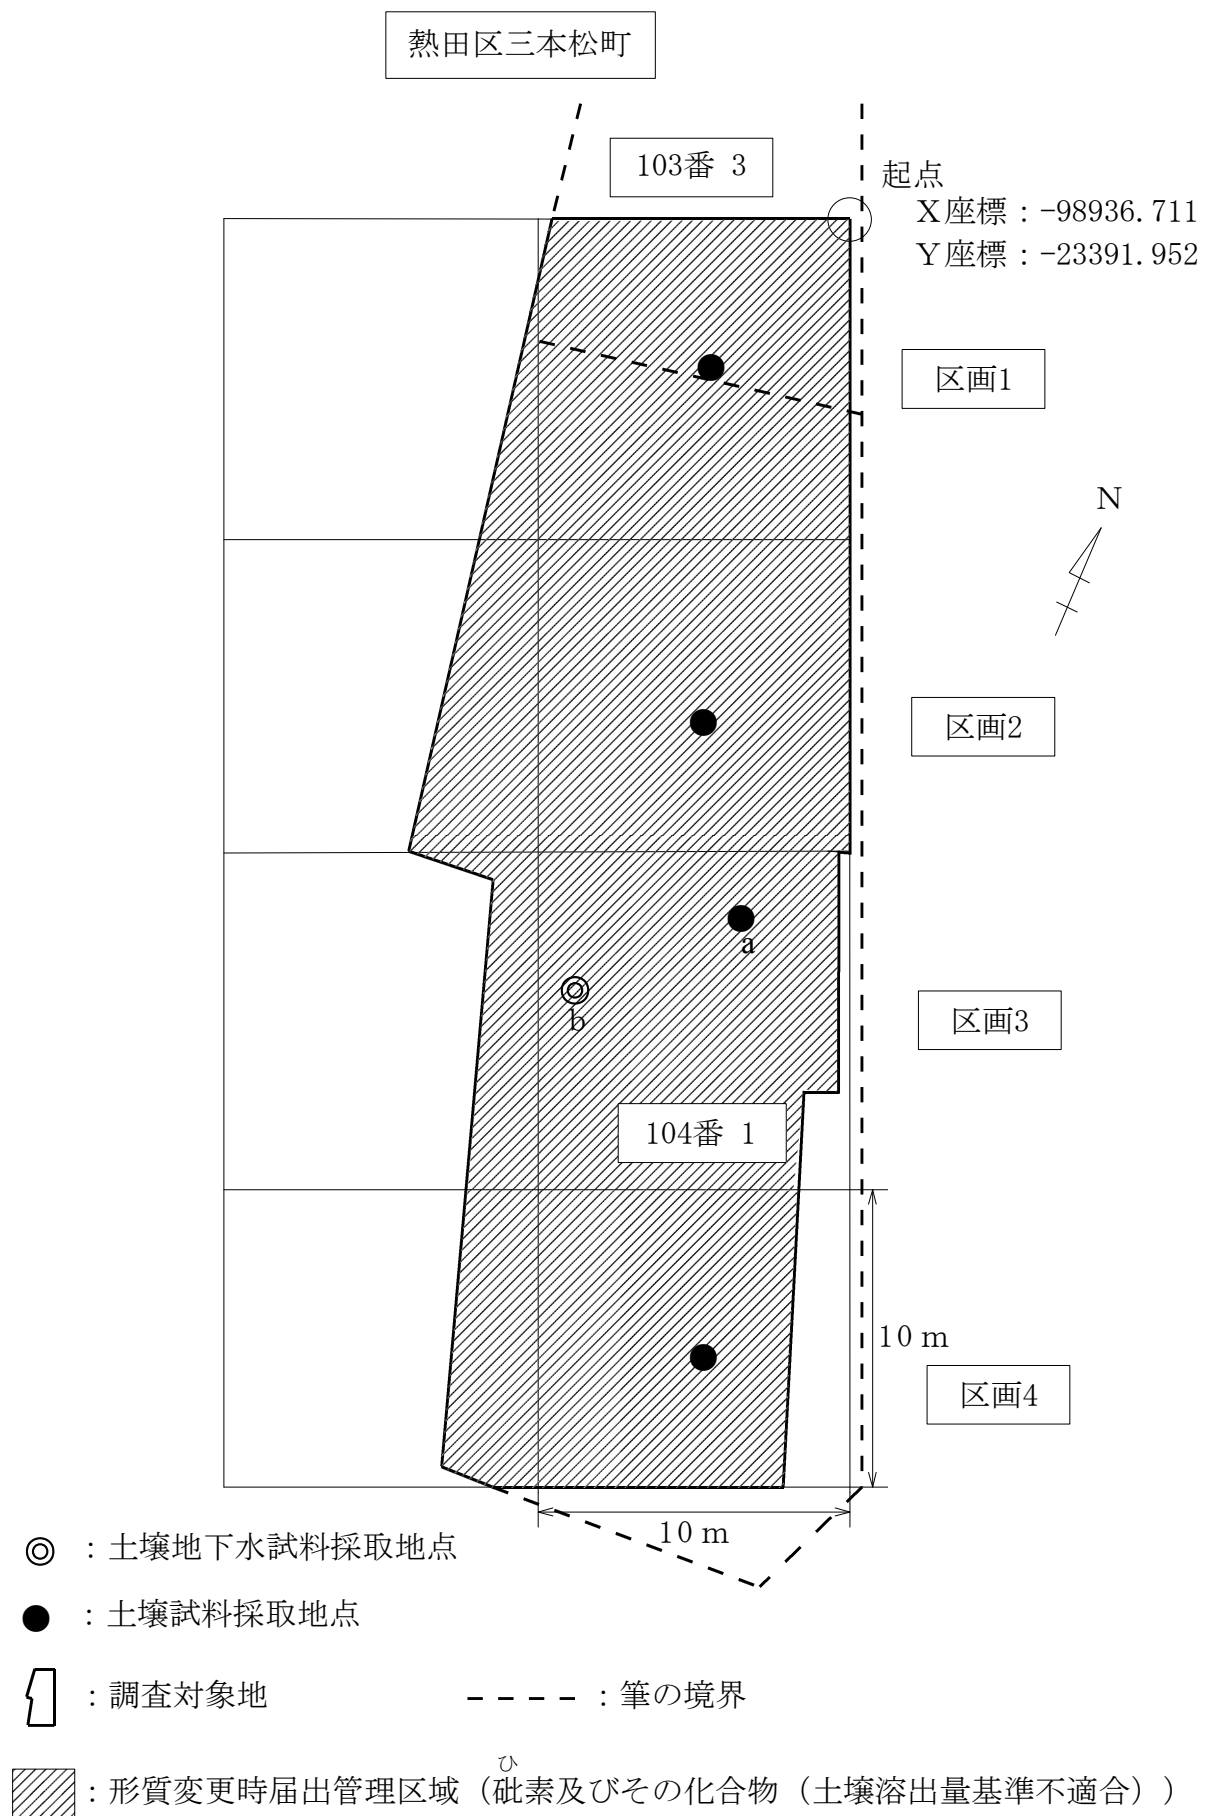 熱田区三本松町
103番 3
起点
X座標：-98936.711
Y座標：-23391.952
区画1
N
区画2
a
b
区画3
104番 1
10ｍ
区画4
10ｍ
：土壌地下水試料採取地点
：土壌試料採取地点
：調査対象地
：筆の境界
ひ
：形質変更時届出管理区域（砒素及びその化合物（土壌溶出量基準不適合））